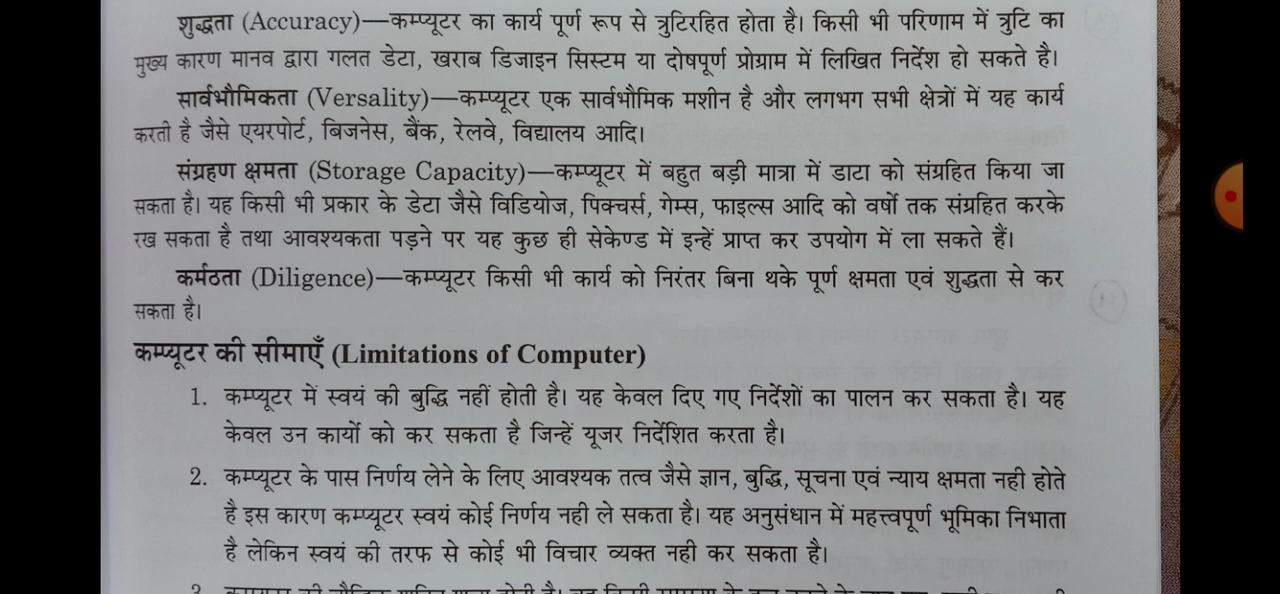 शुद्धता (Accuracy)—कम्प्यूटर का कार्य पूर्ण रूप से त्रुटिरहित होता है। किसी भी परिणाम में त्रुटि का
मुख्य कारण मानव द्वारा गलत डेटा, खराब डिजाइन सिस्टम या दोषपूर्ण प्रोग्राम में लिखित निर्देश हो सकते है।
सार्वभौमिकता (Versality)—कम्प्यूटर एक सार्वभौमिक मशीन है और लगभग सभी क्षेत्रों में यह कार्य
करती है जैसे एयरपोर्ट, बिजनेस, बैंक, रेलवे, विद्यालय आदि।
संग्रहण क्षमता (Storage Capacity)—कम्प्यूटर में बहुत बड़ी मात्रा में डाटा को संग्रहित किया जा
सकता है। यह किसी भी प्रकार के डेटा जैसे विडियोज, पिक्चर्स, गेम्स, फाइल्स आदि को वर्षो तक संग्रहित करके
रख सकता है तथा आवश्यकता पड़ने पर यह कुछ ही सेकेण्ड में इन्हें प्राप्त कर उपयोग में ला सकते हैं।
कर्मठता (Diligence)—कम्प्यूटर किसी भी कार्य को निरंतर बिना थके पूर्ण क्षमता एवं शुद्धता से कर
सकता है।
कम्प्यूटर की सीमाएँ (Limitations of Computer)
1. कम्प्यूटर में स्वयं की बुद्धि नहीं होती है। यह केवल दिए गए निर्देशों का पालन कर सकता है। यह
केवल उन कार्यो को कर सकता है जिन्हें यूजर निर्देशित करता है।
2. कम्प्यूटर के पास निर्णय लेने के लिए आवश्यक तत्व जैसे ज्ञान, बुद्धि, सूचना एवं न्याय क्षमता नही होते
है इस कारण कम्प्यूटर स्वयं कोई निर्णय नही ले सकता है। यह अनुसंधान में महत्त्वपूर्ण भूमिका निभाता
है लेकिन स्वयं की तरफ से कोई भी विचार व्यक्त नही कर सकता है।